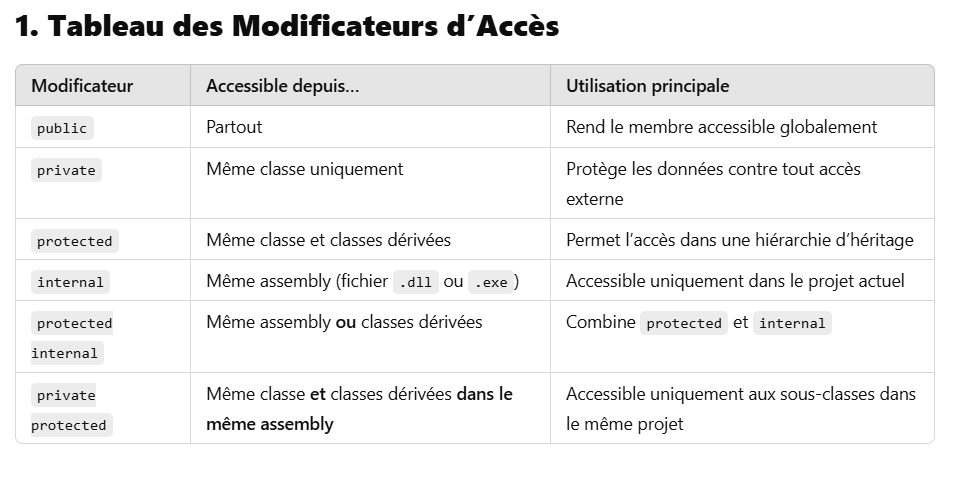 1. Tableau des Modificateurs d’Accès
Modificateur Accessible depuis… Utilisation principale
public Partout Rend le membre accessible globalement
private Même classe uniquement Protège les données contre tout accès
externe
protected Même classe et classes dérivées Permet l’accès dans une hiérarchie d’héritage
internal Même assembly (fichier .dll ou .exe) Accessible uniquement dans le projet actuel
protected Même assembly ou classes dérivées Combine protected et internal
internal
private Même classe et classes dérivées dans le Accessible uniquement aux sous-classes dans
protected même assembly le même projet